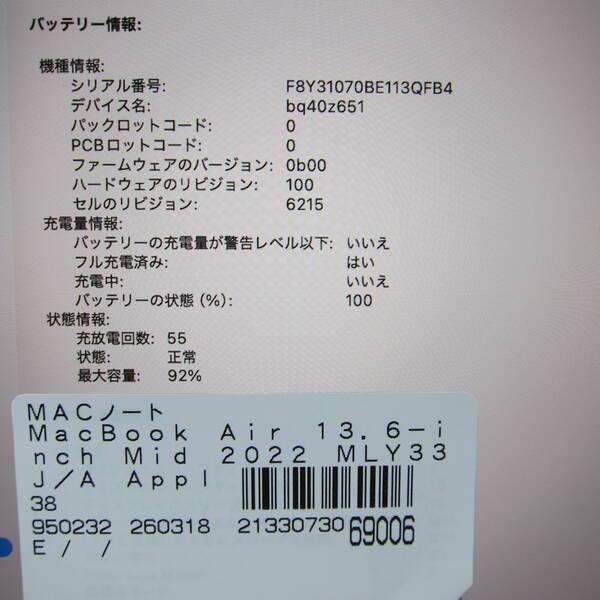 バッテリー情報:
機種情報:
シリアル番号: F8Y31070BE113QFB4
デバイス名: bq40z651
パックロットコード: 0
PCBロットコード: 0
ファームウェアのバージョン: 0b00
ハードウェアのリビジョン: 100
セルのリビジョン: 6215
充電量情報:
バッテリーの充電量が警告レベル以下: いいえ
フル充電済み: はい
充電中: いいえ
バッテリーの状態（%）: 100
状態情報:
充放電回数: 55
状態: 正常
最大容量: 92%
MACノート
MacBook Air 13.6-i
nch Mid 2022 MLY33
J/A Appl
38
950232 260318 21330730 69006
E / /